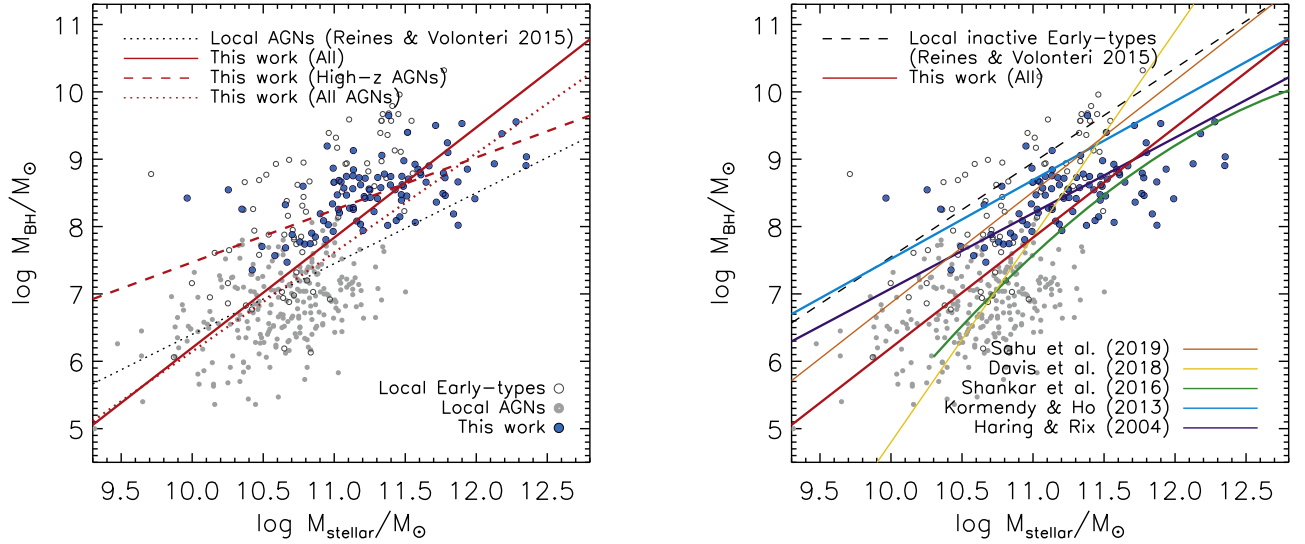 Local AGNs (Reines & Volonteri 2015)
This work (All)
This work (High-z AGNs)
This work (All AGNs)
Local Early-types
Local AGNs
This work
log M_BH/M_⊙
11
10
9
8
7
6
5
9.5 10.0 10.5 11.0 11.5 12.0 12.5
log M_stellar/M_⊙
Local inactive Early-types
(Reines & Volonteri 2015)
This work (All)
Sahu et al. (2019)
Davis et al. (2018)
Shankar et al. (2016)
Kormendy & Ho (2013)
Haring & Rix (2004)
log M_BH/M_⊙
11
10
9
8
7
6
5
9.5 10.0 10.5 11.0 11.5 12.0 12.5
log M_stellar/M_⊙